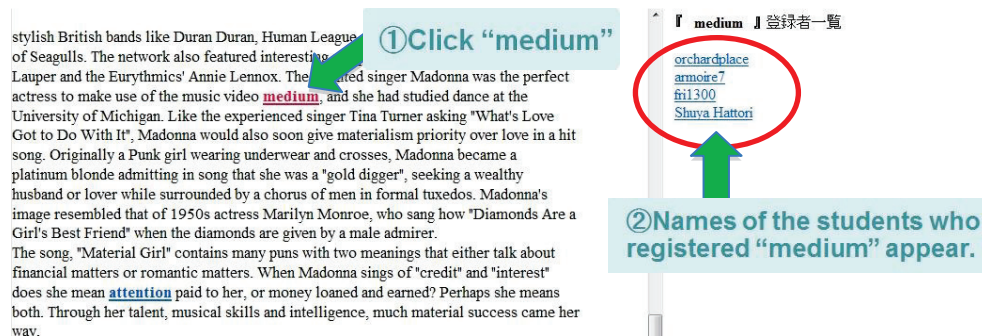 stylish British bands like Duran Duran, Human League
of Seagulls. The network also featured interesting
Lauper and the Eurythmics' Annie Lennox. The singer Madonna was the perfect
actress to make use of the music video medium, and she had studied dance at the
University of Michigan. Like the experienced singer Tina Turner asking "What's Love
Got to Do With It", Madonna would also soon give materialism priority over love in a hit
song. Originally a Punk girl wearing underwear and crosses, Madonna became a
platinum blonde admitting in song that she was a "gold digger", seeking a wealthy
husband or lover while surrounded by a chorus of men in formal tuxedos. Madonna's
image resembled that of 1950s actress Marilyn Monroe, who sang how "Diamonds Are a
Girl's Best Friend" when the diamonds are given by a male admirer.
The song, "Material Girl" contains many puns with two meanings that either talk about
financial matters or romantic matters. When Madonna sings of "credit" and "interest"
does she mean attention paid to her, or money loaned and earned? Perhaps she means
both. Through her talent, musical skills and intelligence, much material success came her
way.
①Click “medium”
『 medium 』登録者一覧
orchardplace
armoire7
fri1300
Shuya Hattori
②Names of the students who
registered “medium” appear.